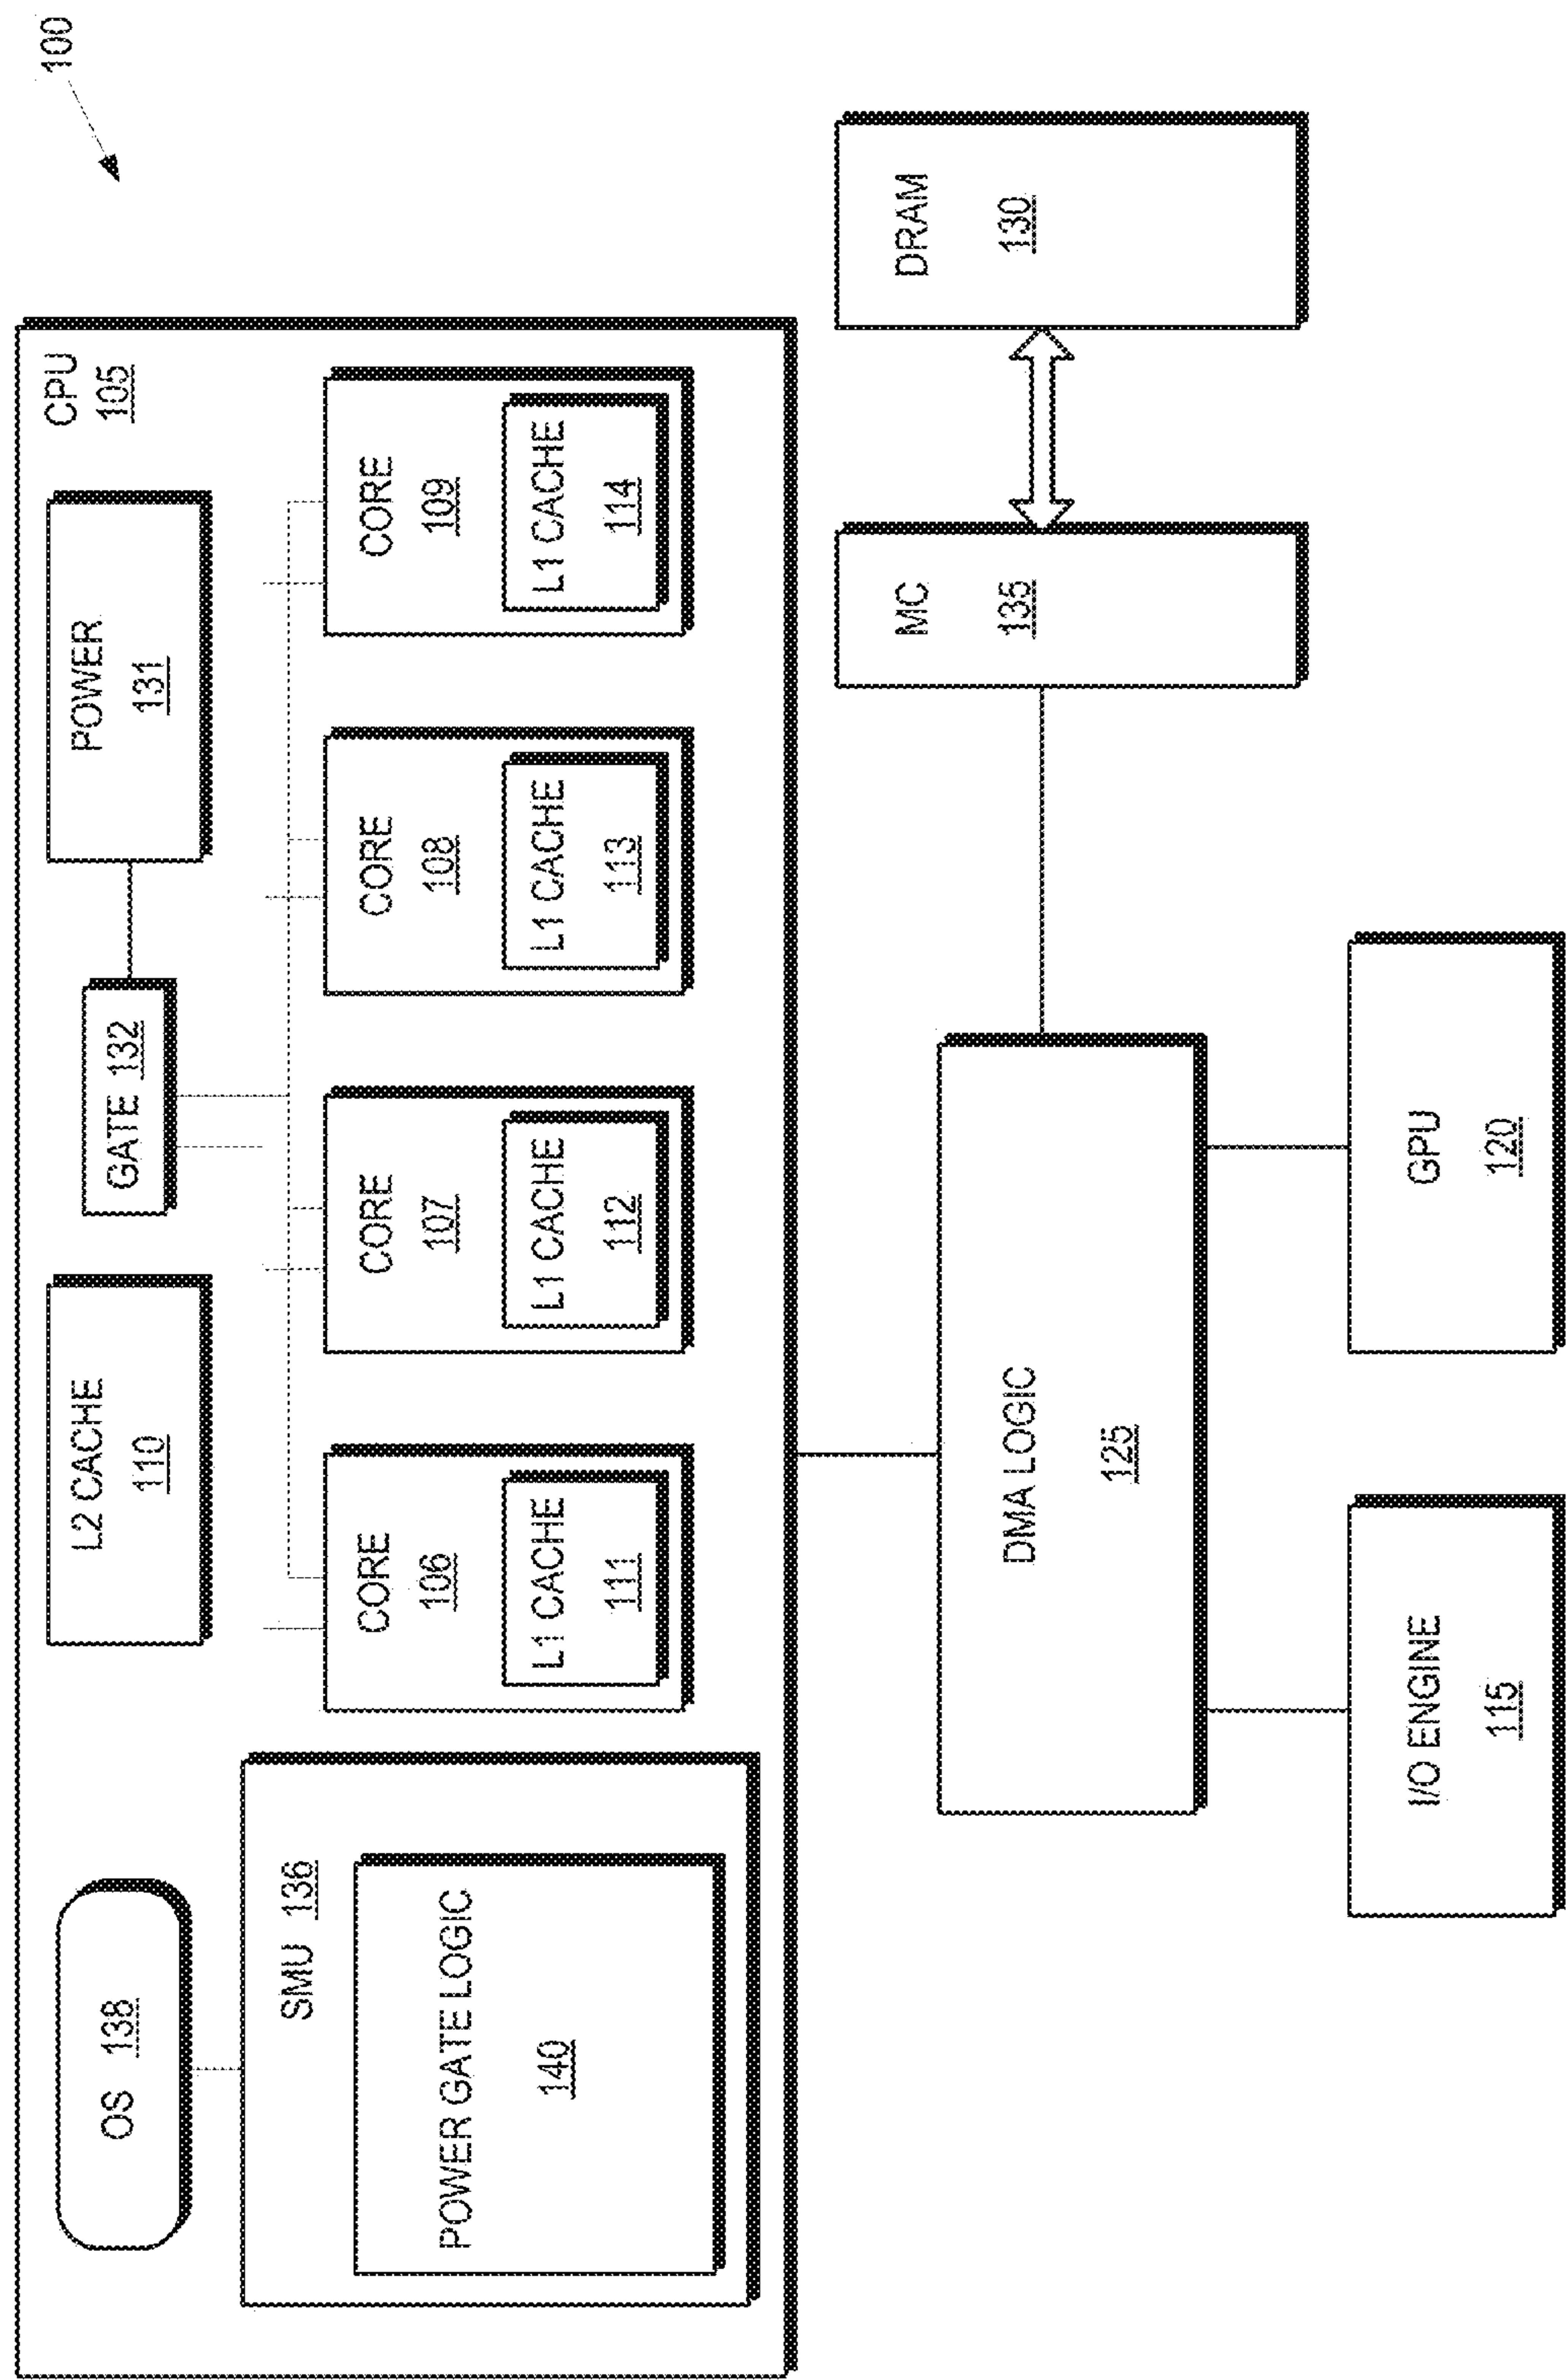 100
CPU
105
OS 138
L2 CACHE
110
GATE 132
POWER
131
SMU 136
POWER GATE LOGIC
140
CORE
106
L1 CACHE
111
CORE
107
L1 CACHE
112
CORE
108
L1 CACHE
113
CORE
109
L1 CACHE
114
DMA LOGIC
125
MC
135
DRAM
130
I/O ENGINE
115
GPU
120